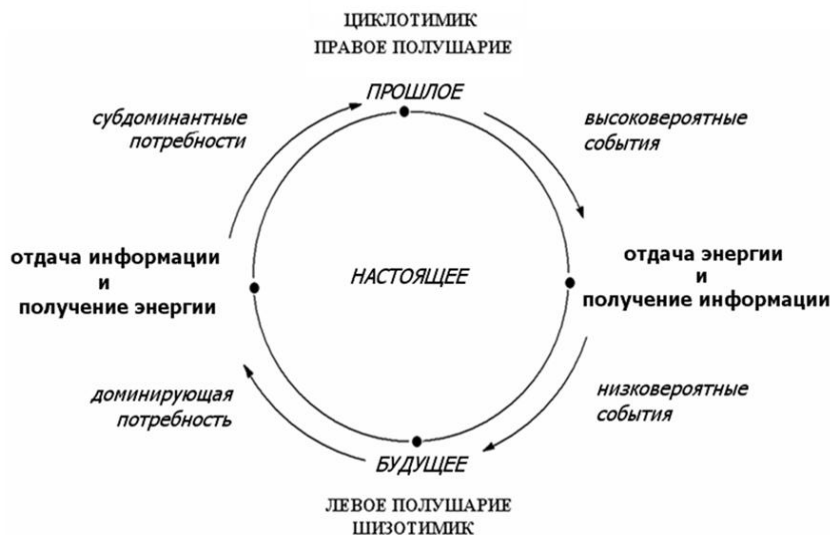 ЦИКЛОТИМИК
ПРАВОЕ ПОЛУШАРИЕ
ПРОШЛОЕ
субдоминантные
потребности
высоковероятные
события
отдача информации
и
получение энергии
НАСТОЯЩЕЕ
отдача энергии
и
получение информации
доминирующая
потребность
низковероятные
события
БУДУЩЕЕ
ЛЕВОЕ ПОЛУШАРИЕ
ШИЗОТИМИК